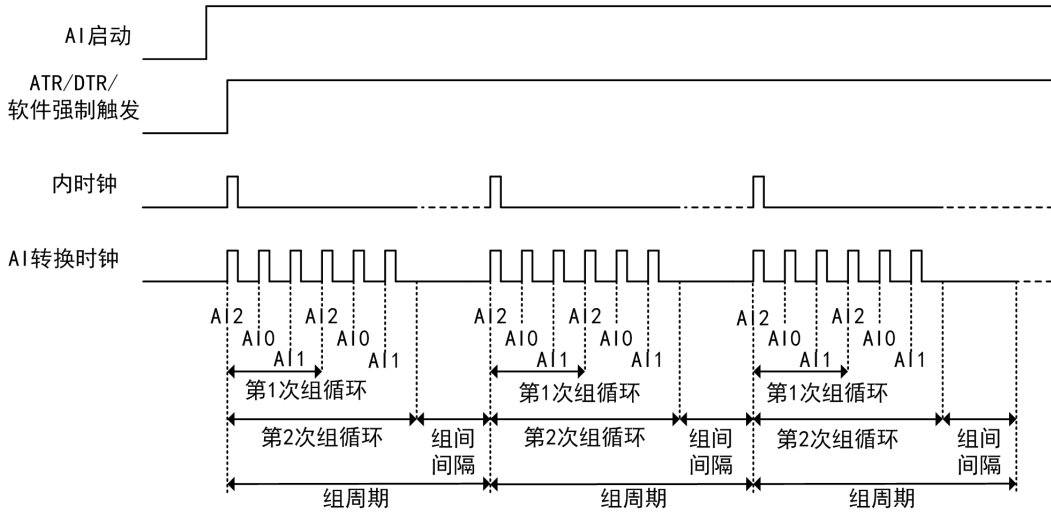 AI启动
ATR/DTR/
软件强制触发
内时钟
AI转换时钟
AI2 AI2 AI2 AI2 AI2 AI2
AI0 AI0 AI0 AI0 AI0 AI0
AI1 AI1 AI1 AI1 AI1 AI1
第1次组循环 第1次组循环 第1次组循环
第2次组循环 组间 第2次组循环 组间 第2次组循环 组间
间隔 间隔 间隔
组周期 组周期 组周期